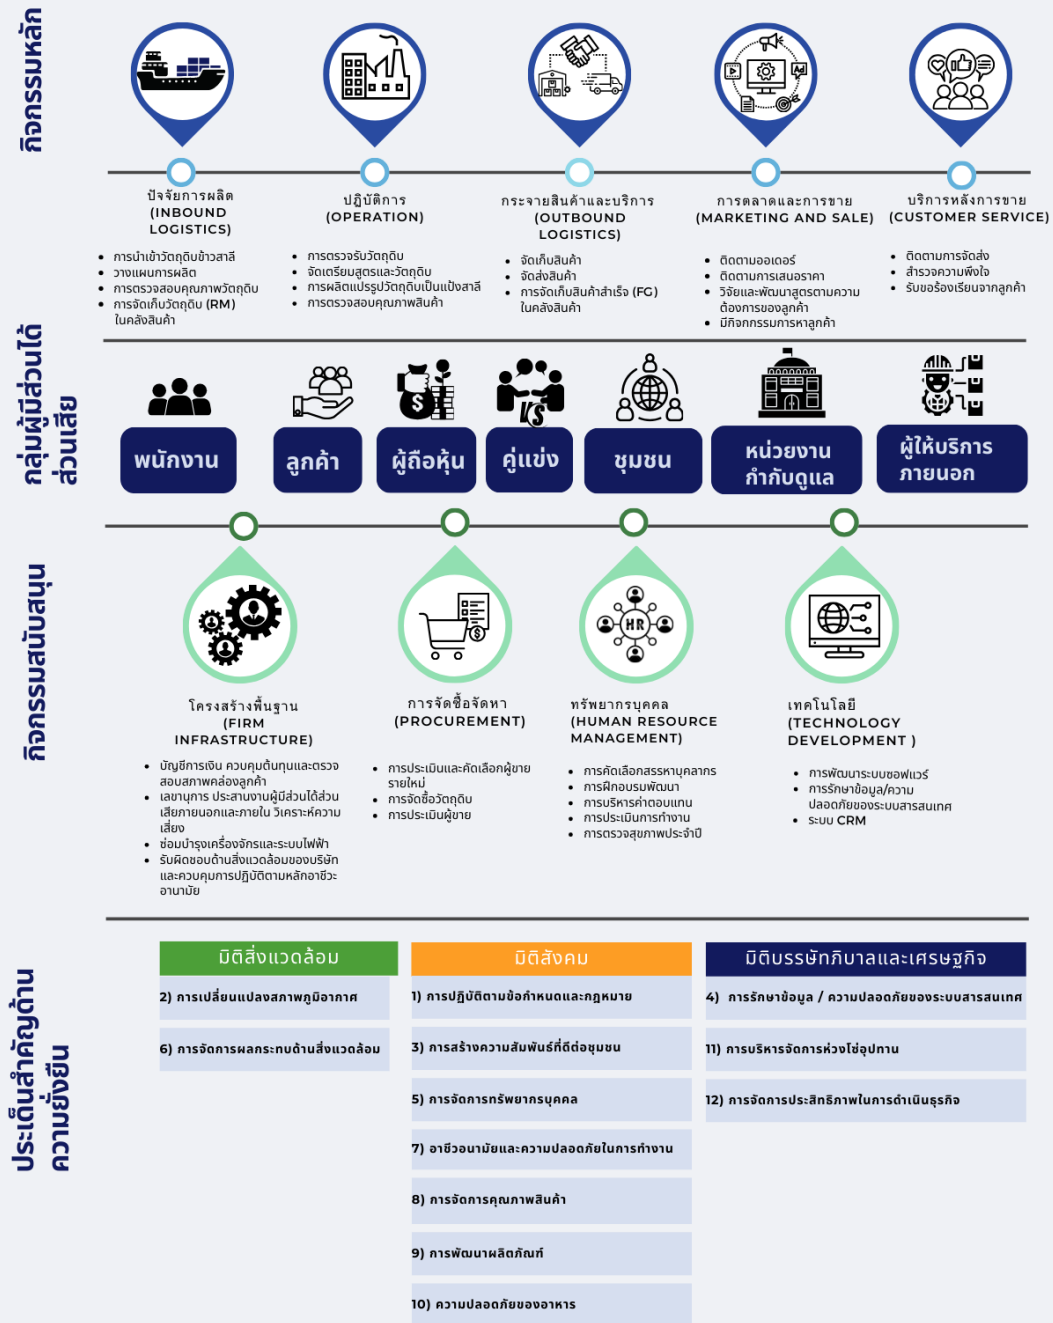 กิจกรรมหลัก
ปัจจัยการผลิต
(INBOUND
LOGISTICS)
• การนำเข้าวัตถุดิบข้าวสาลี
• วางแผนการผลิต
• การตรวจสอบคุณภาพวัตถุดิบ
• การจัดเก็บวัตถุดิบ (RM)
ในคลังสินค้า
ปฏิบัติการ
(OPERATION)
• การตรวจรับวัตถุดิบ
• จัดเตรียมสูตรและวัตถุดิบ
• การผลิตแปรรูปวัตถุดิบเป็นแป้งสาลี
• การตรวจสอบคุณภาพสินค้า
กระจายสินค้าและบริการ
(OUTBOUND
LOGISTICS)
• จัดเก็บสินค้า
• จัดส่งสินค้า
• การจัดเก็บสินค้าสำเร็จ (FG)
ในคลังสินค้า
Ad
การตลาดและการขาย
(MARKETING AND SALE)
• ติดตามออเดอร์
• ติดตามการเสนอราคา
• วิจัยและพัฒนาสูตรตามความ
ต้องการของลูกค้า
• มีกิจกกรรมการหาลูกค้า
บริการหลังการขาย
(CUSTOMER SERVICE)
• ติดตามการจัดส่ง
• สำรวจความพึงใจ
• รับขอร้องเรียนจากลูกค้า
กลุ่มผู้มีส่วนได้
ส่วนเสีย
VS
พนักงาน
ลูกค้า
ผู้ถือหุ้น
คู่แข่ง
ชุมชน
หน่วยงาน
กำกับดูแล
ผู้ให้บริการ
ภายนอก
กิจกรรมสนับสนุน
โครงสร้างพื้นฐาน
(FIRM
INFRASTRUCTURE)
• บัญชีการเงิน ควบคุมต้นทุนและตรวจ
สอบสภาพคล่องลูกค้า
• เลขานุการ ประสานงานผู้มีส่วนได้ส่วน
เสียภายนอกและภายใน วิเคราะห์ความ
เสี่ยง
• ซ่อมบำรุงเครื่องจักรและระบบไฟฟ้า
• รับผิดชอบด้านสิ่งแวดล้อมของบริษัท
และควบคุมการปฏิบัติตามหลักอาชีวะ
อานามัย
การจัดซื้อจัดหา
(PROCUREMENT)
• การประเมินและคัดเลือกผู้ขาย
รายใหม่
• การจัดซื้อวัตถุดิบ
• การประเมินผู้ขาย
HR
ทรัพยากรบุคคล
(HUMAN RESOURCE
MANAGEMENT)
• การคัดเลือกสรรหาบุคลากร
• การฝึกอบรมพัฒนา
• การบริหารค่าตอบแทน
• การประเมินการทำงาน
• การตรวจสุขภาพประจำปี
เทคโนโลยี
(TECHNOLOGY
DEVELOPMENT )
• การพัฒนาระบบซอฟแวร์
• การรักษาข้อมูล/ความ
ปลอดภัยของระบบสารสนเทศ
• ระบบ CRM
ประเด็นสำคัญด้าน
ความยั่งยืน
มิติสิ่งแวดล้อม
2) การเปลี่ยนแปลงสภาพภูมิอากาศ
6) การจัดการผลกระทบด้านสิ่งแวดล้อม
มิติสังคม
1) การปฏิบัติตามข้อกำหนดและกฎหมาย
3) การสร้างความสัมพันธ์ที่ดีต่อชุมชน
5) การจัดการทรัพยากรบุคคล
7) อาชีวอนามัยและความปลอดภัยในการทำงาน
8) การจัดการคุณภาพสินค้า
9) การพัฒนาผลิตภัณฑ์
10) ความปลอดภัยของอาหาร
มิติบรรษัทภิบาลและเศรษฐกิจ
4) การรักษาข้อมูล / ความปลอดภัยของระบบสารสนเทศ
11) การบริหารจัดการห่วงโซ่อุปทาน
12) การจัดการประสิทธิภาพในการดำเนินธุรกิจ